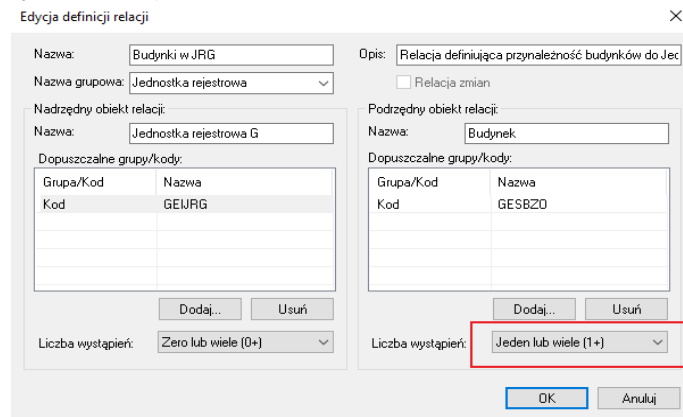 Edycja definicji relacji
Nazwa: Budynki w JRG Opis: Relacja definiująca przynależność budynków do Jec
Nazwa grupowa: Jednostka rejestrowa Relacja zmian
Nadrzędny obiekt relacji: Podrzędny obiekt relacji:
Nazwa: Jednostka rejestrowa G Nazwa: Budynek
Dopuszczalne grupy/kody: Dopuszczalne grupy/kody:
Grupa/Kod Nazwa Grupa/Kod Nazwa
Kod GEIJRG Kod GESBZO
Dodaj... Usuń Dodaj... Usuń
Liczba wystąpień: Zero lub wiele (0+) Liczba wystąpień: Jeden lub wiele (1+)
OK Anuluj